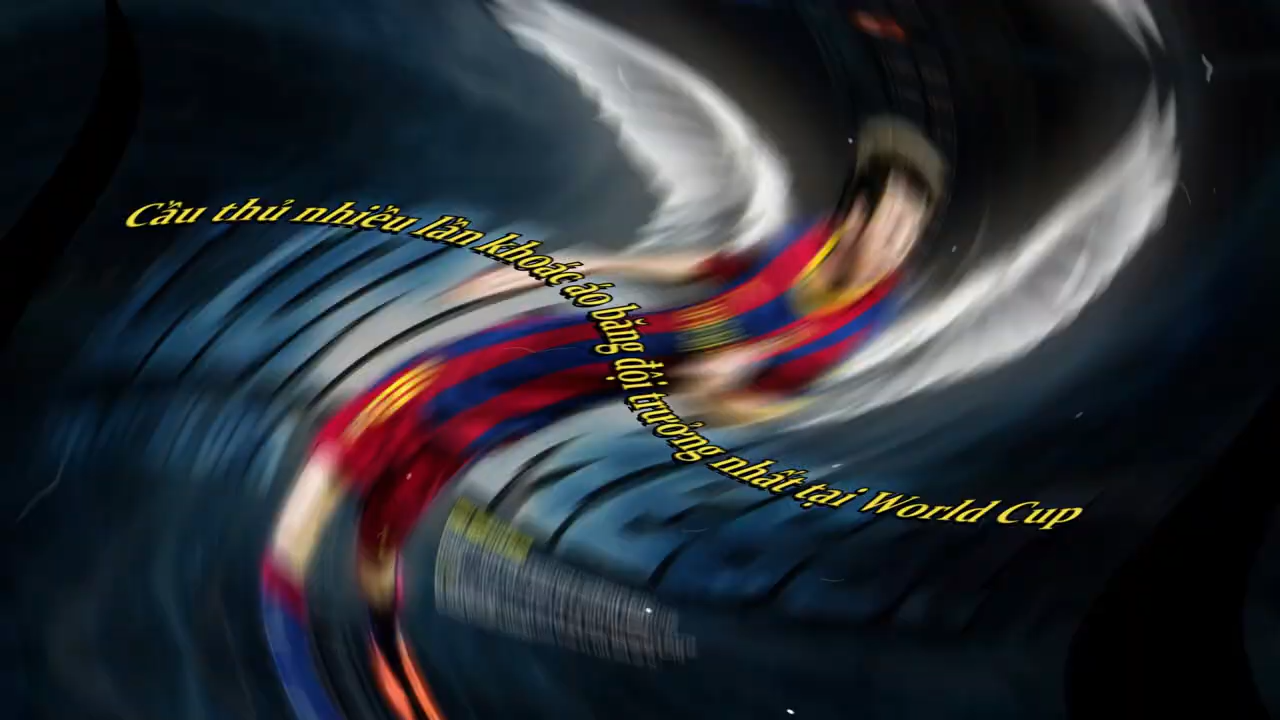 Cầu thủ nhiều lần khoác áo băng đội trưởng nhất tại World Cup